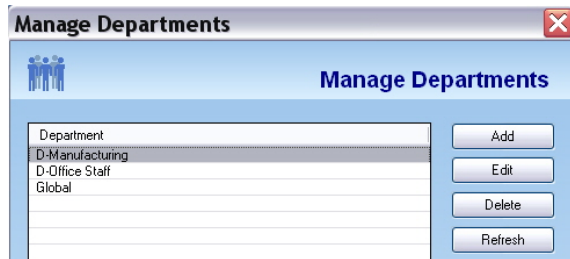 Manage Departments
Manage Departments
Department
D-Manufacturing
D-Office Staff
Global
Add
Edit
Delete
Refresh